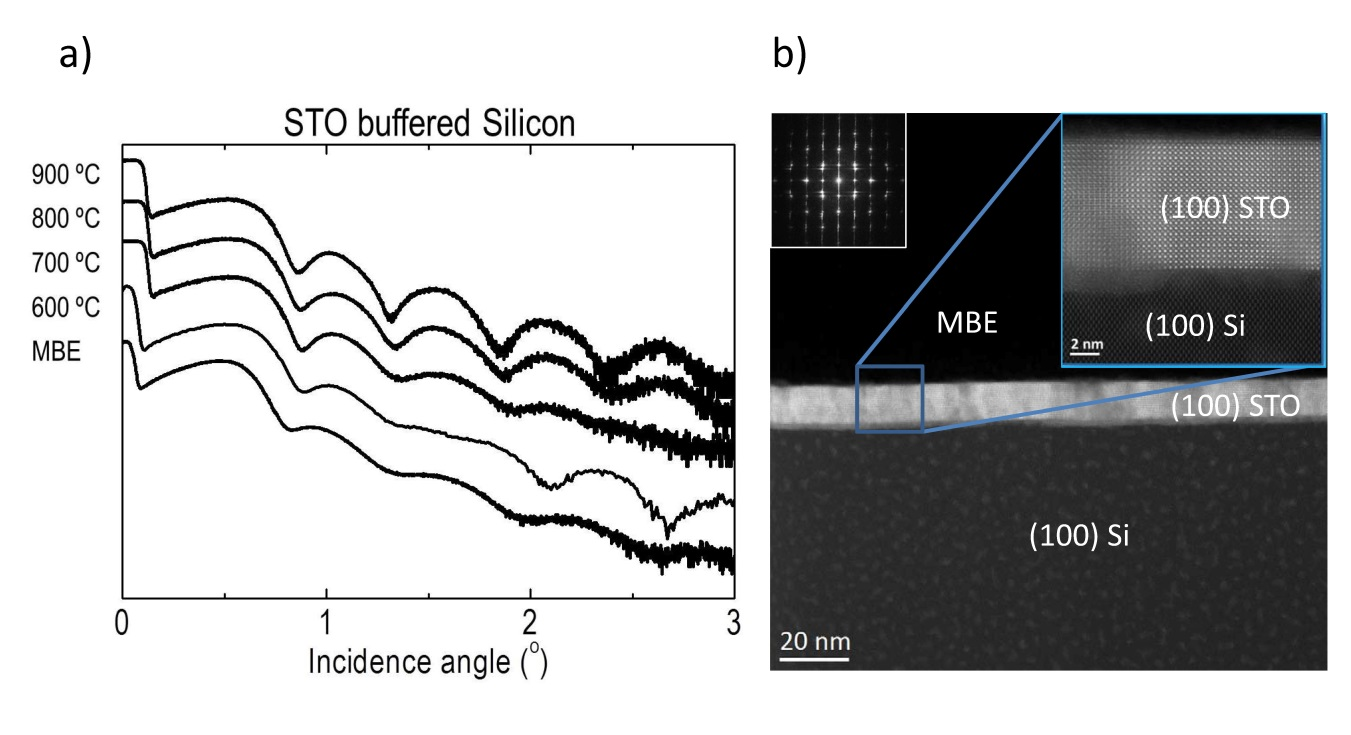 a)
STO buffered Silicon
900 ºC
800 ºC
700 ºC
600 ºC
MBE
0 1 2 3
Incidence angle (º)
b)
(100) STO
(100) Si
2 nm
MBE
(100) STO
(100) Si
20 nm